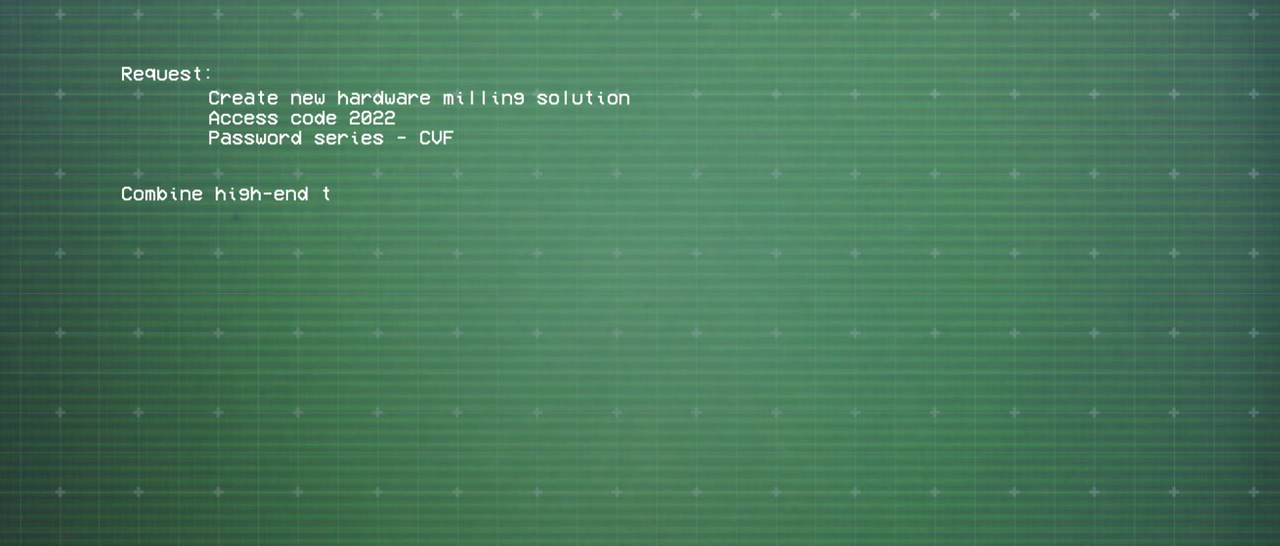 Request:
Create new hardware milling solution
Access code 2022
Password series - CVF
Combine high-end t